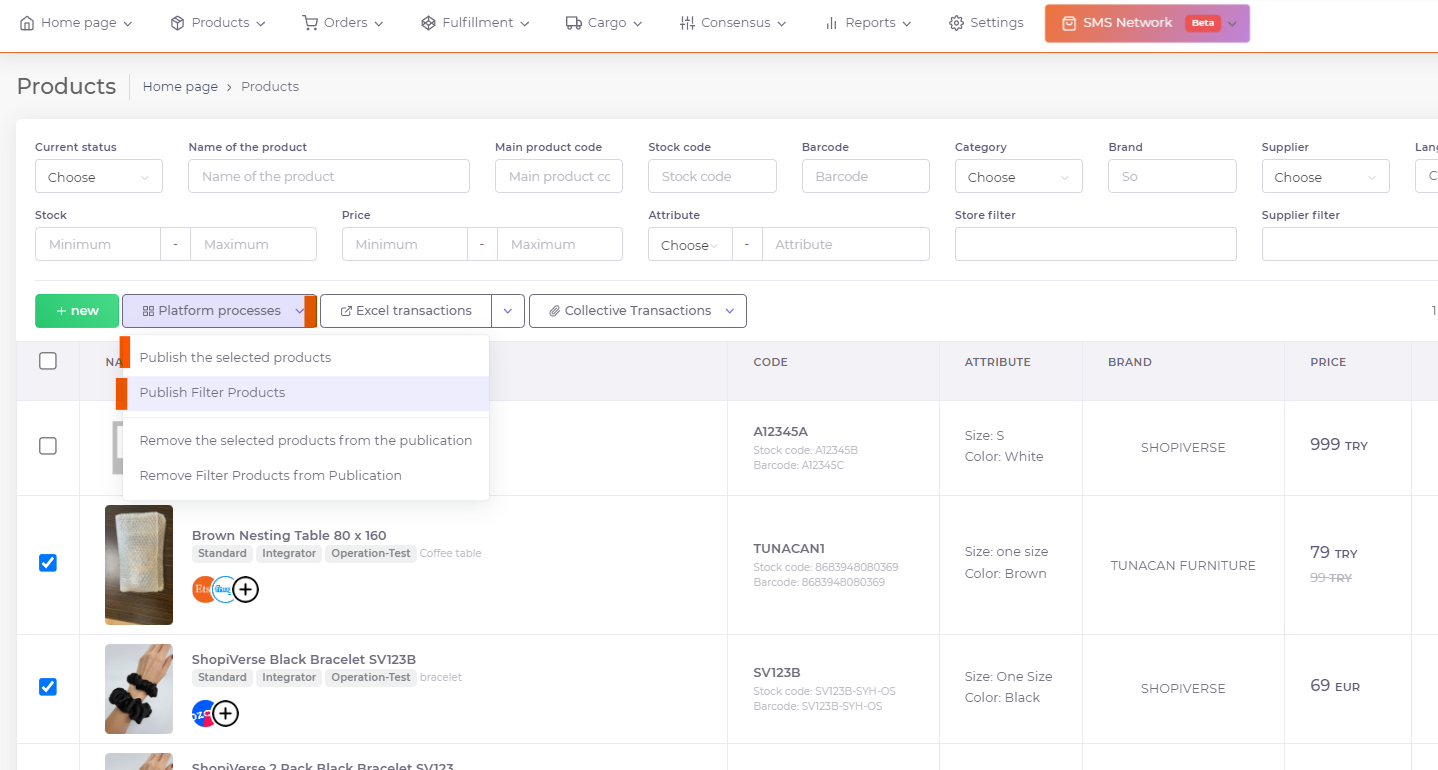 Home page Products Orders Fulfillment Cargo Consensus Reports Settings SMS Network Beta
Products Home page › Products
Current status Name of the product Main product code Stock code Barcode Category Brand Supplier
Choose Name of the product Main product Stock code Barcode Choose So Choose
Stock Price Attribute Store filter Supplier filter
Minimum - Maximum Minimum - Maximum Choose - Attribute
+ new Platform processes Excel transactions Collective Transactions 1
Publish the selected products
Publish Filter Products
Remove the selected products from the publication
Remove Filter Products from Publication
CODE ATTRIBUTE BRAND PRICE
A12345A
Stock code: A12345B
Barcode: A12345C
Size: S
Color: White
SHOPIVERSE
999 TRY
Brown Nesting Table 80 x 160
Standard Integrator Operation-Test Coffee table
TUNACAN1
Stock code: 8683948080369
Barcode: 8683948080369
Size: one size
Color: Brown
TUNACAN FURNITURE
79 TRY
99 TRY
ShopiVerse Black Bracelet SV123B
Standard Integrator Operation-Test bracelet
SV123B
Stock code: SV123B-SYH-OS
Barcode: SV123B-SYH-OS
Size: One Size
Color: Black
SHOPIVERSE
69 EUR
ShopiVerse 2 Pack Black Bracelet SV123